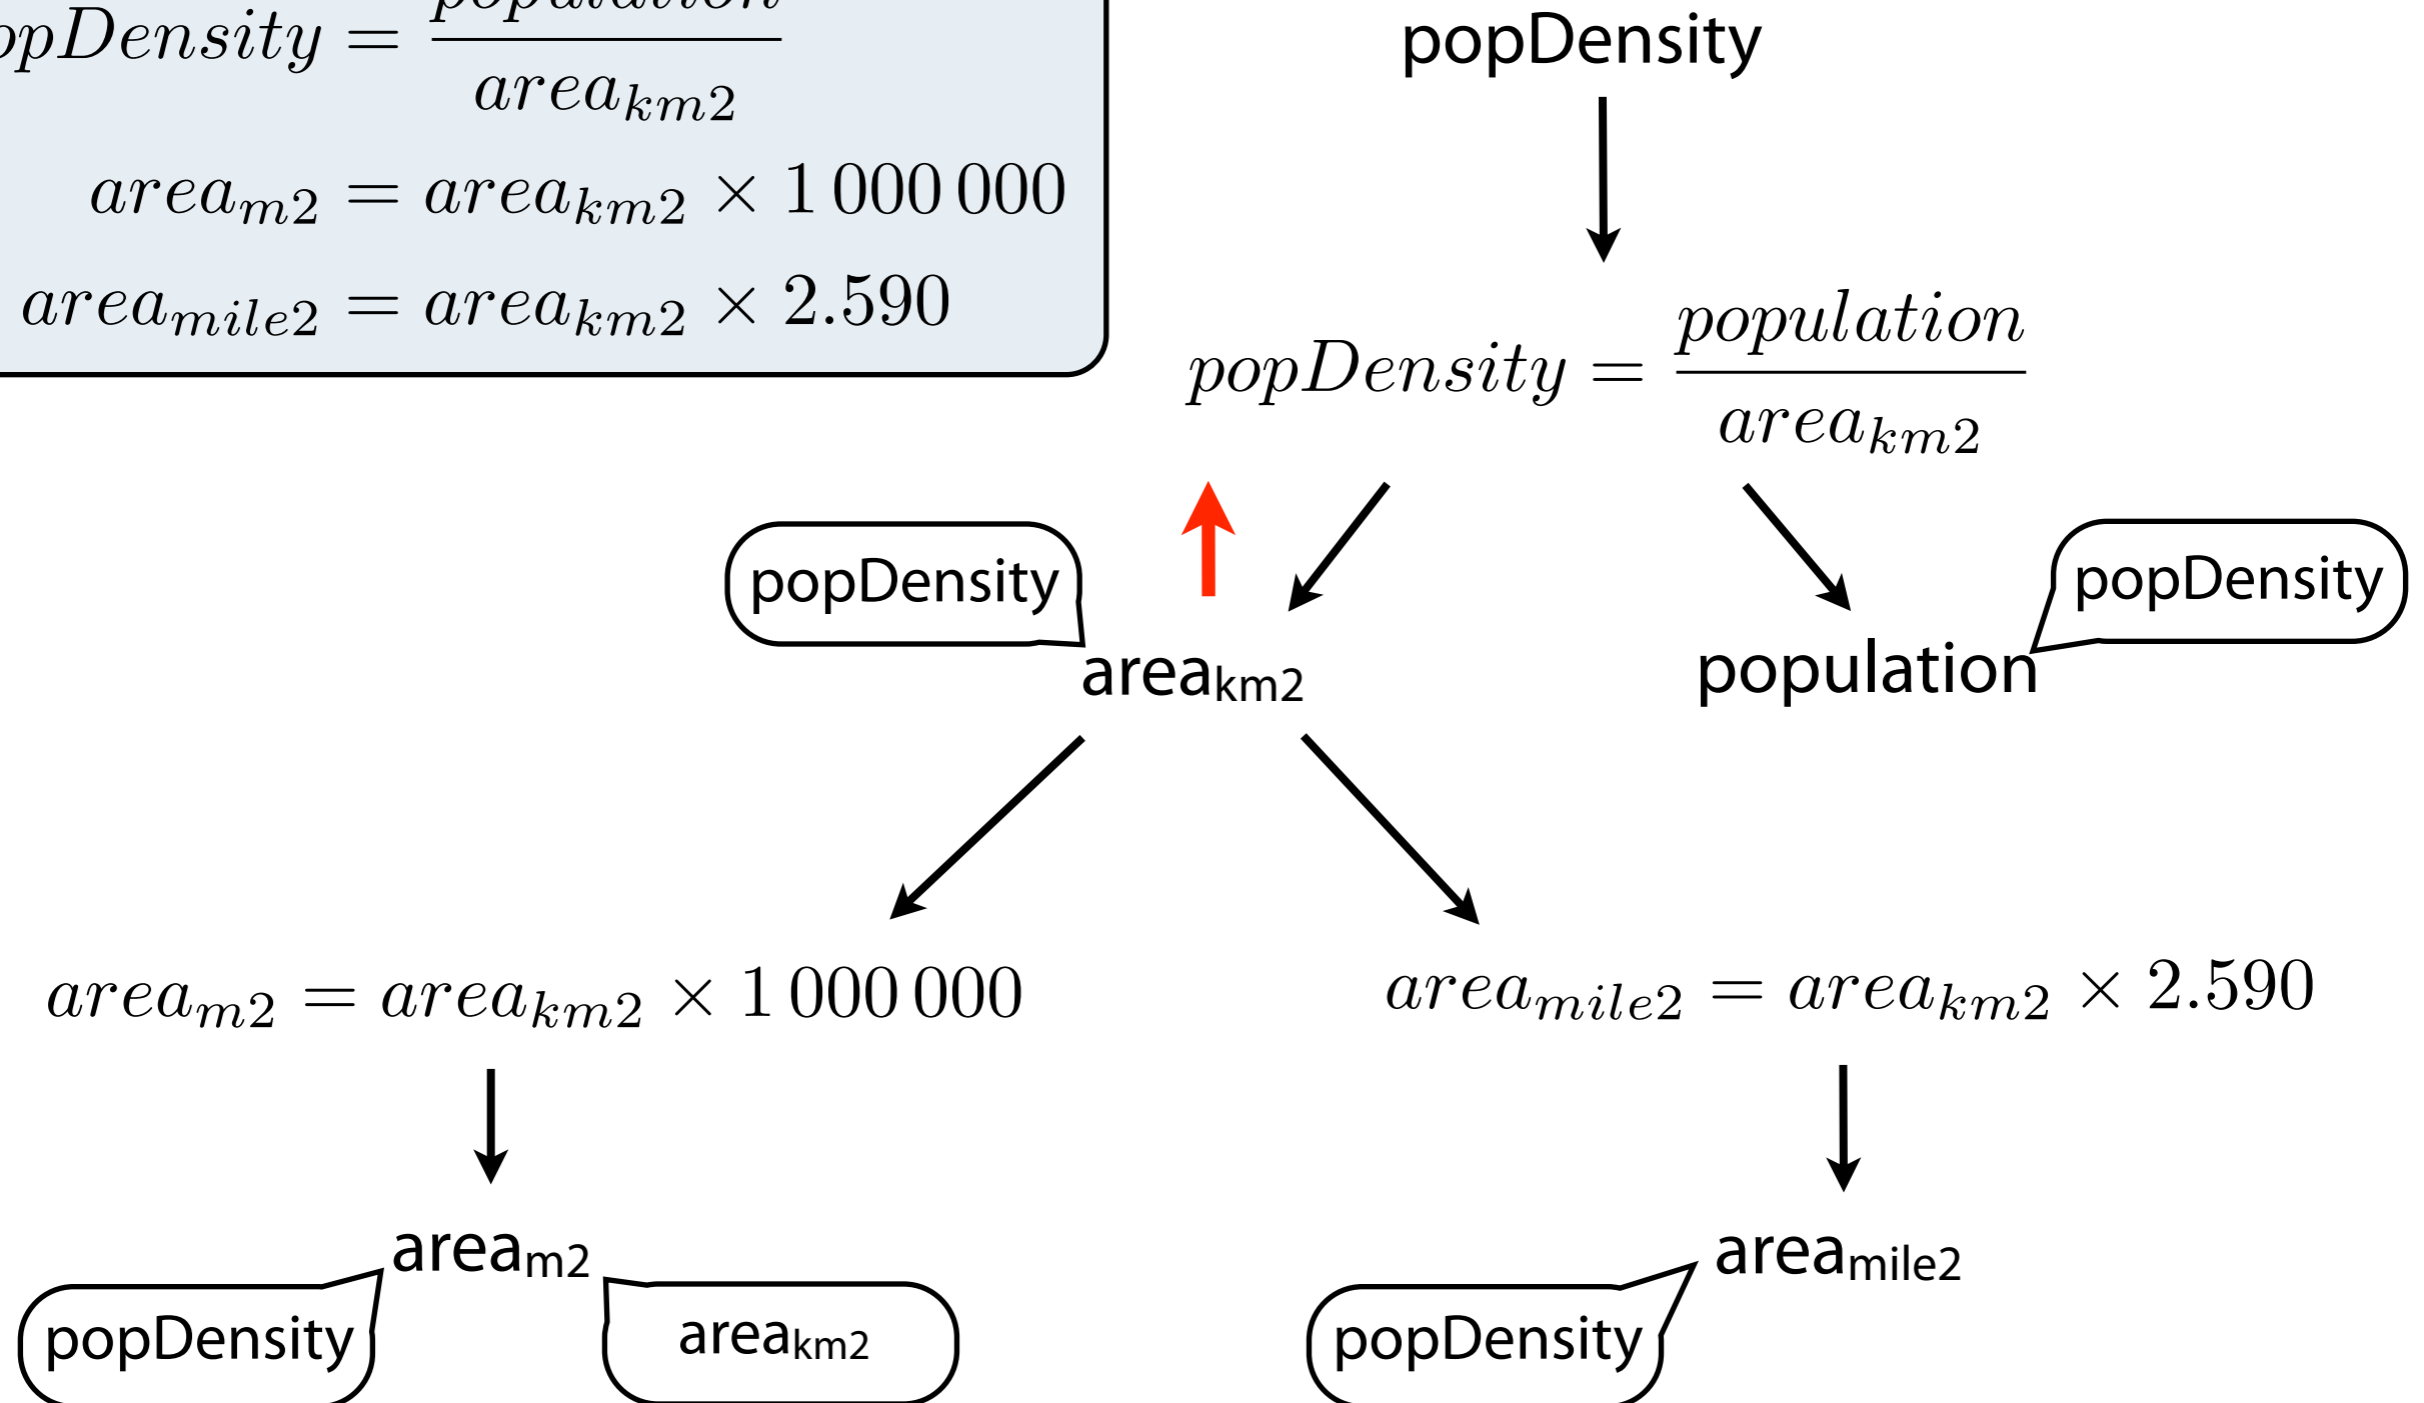 opDensity = population / area_km2
area_m2 = area_km2 × 1 000 000
area_mile2 = area_km2 × 2.590
popDensity
popDensity = population / area_km2
popDensity
popDensity
area_km2
population
area_m2 = area_km2 × 1 000 000
area_mile2 = area_km2 × 2.590
area_m2
area_mile2
popDensity
area_km2
popDensity